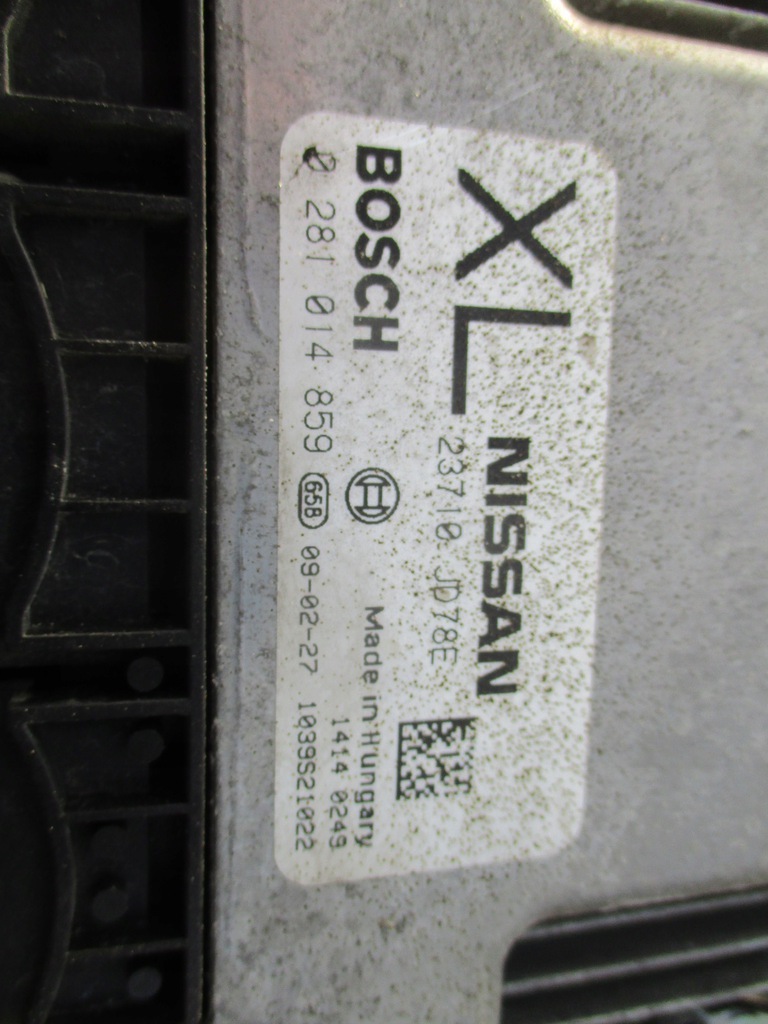 XL NISSAN
23710 JD78E
BOSCH
Made in Hungary
1414 0249
0 281 014 859 658 09-02-27 1039S21022